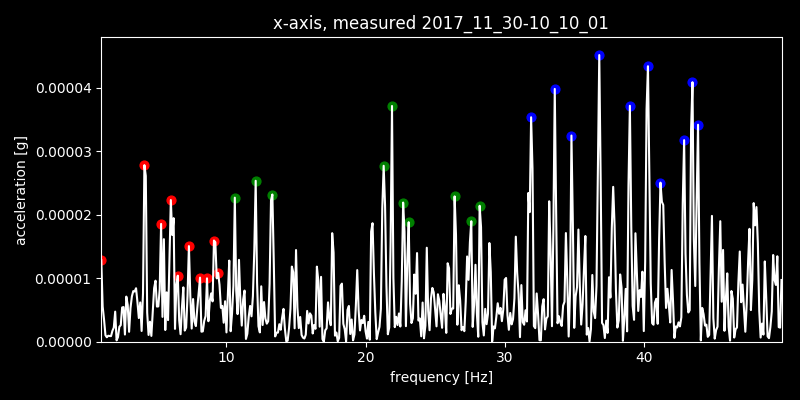 x-axis, measured 2017_11_30-10_10_01
0.00004
0.00003
0.00002
0.00001
0.00000
acceleration [g]
10 20 30 40
frequency [Hz]